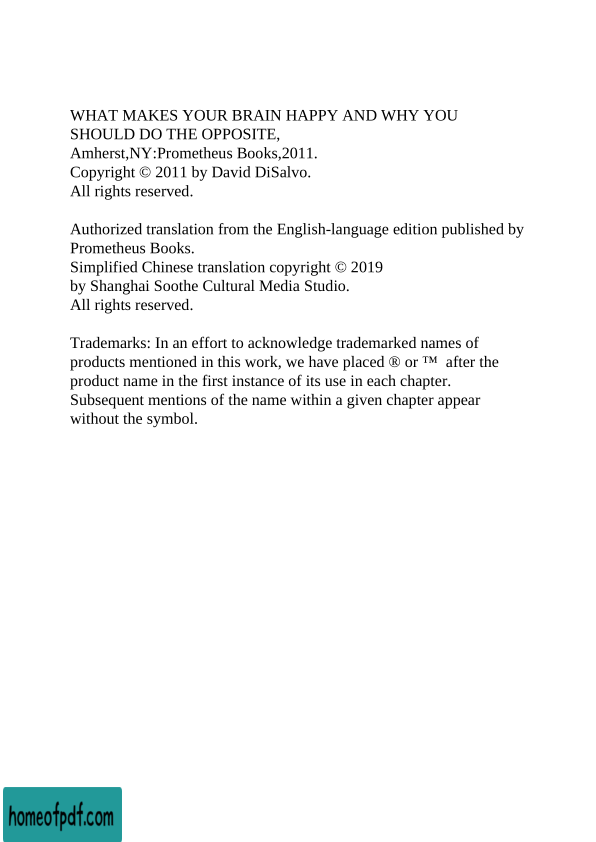 WHAT MAKES YOUR BRAIN HAPPY AND WHY YOU
SHOULD DO THE OPPOSITE,
Amherst,NY:Prometheus Books,2011.
Copyright © 2011 by David DiSalvo.
All rights reserved.
Authorized translation from the English-language edition published by
Prometheus Books.
Simplified Chinese translation copyright © 2019
by Shanghai Soothe Cultural Media Studio.
All rights reserved.
Trademarks: In an effort to acknowledge trademarked names of
products mentioned in this work, we have placed ® or ™ after the
product name in the first instance of its use in each chapter.
Subsequent mentions of the name within a given chapter appear
without the symbol.
homeofpdf.com